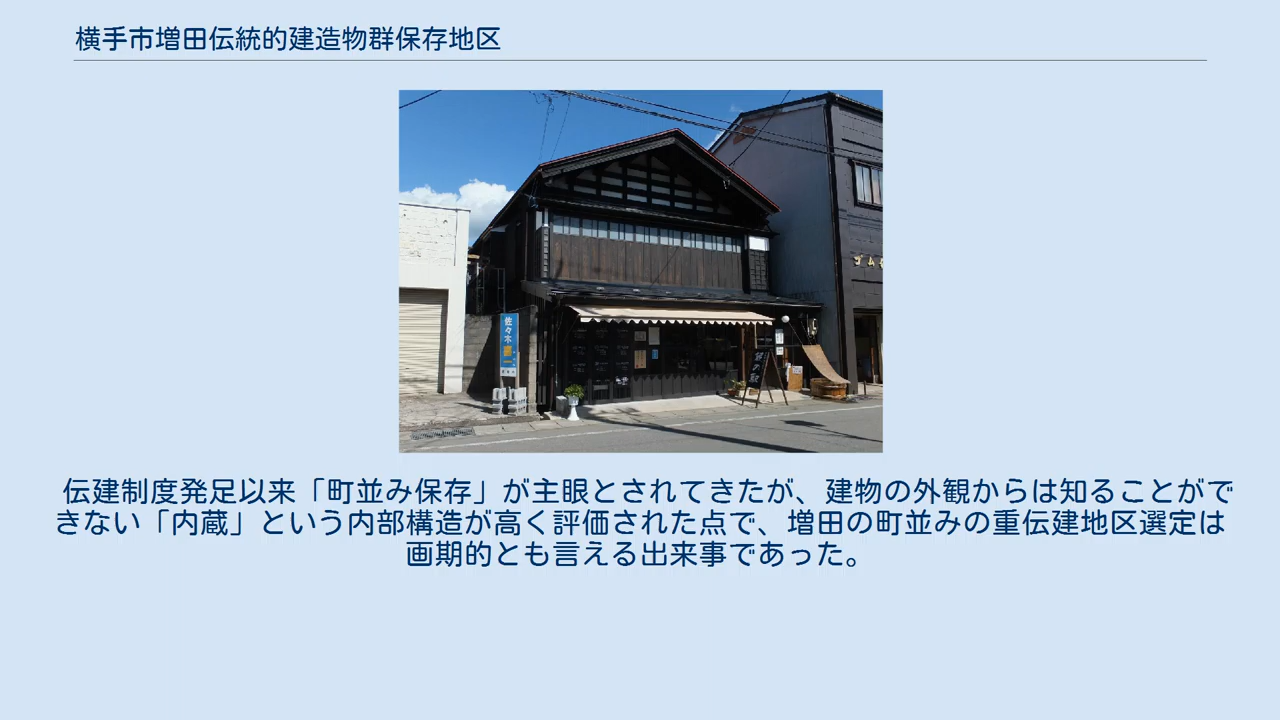 横手市増田伝統的建造物群保存地区
佐々木
ゴム
伝建制度発足以来「町並み保存」が主眼とされてきたが、建物の外観からは知ることがで
きない「内蔵」という内部構造が高く評価された点で、増田の町並みの重伝建地区選定は
画期的とも言える出来事であった。